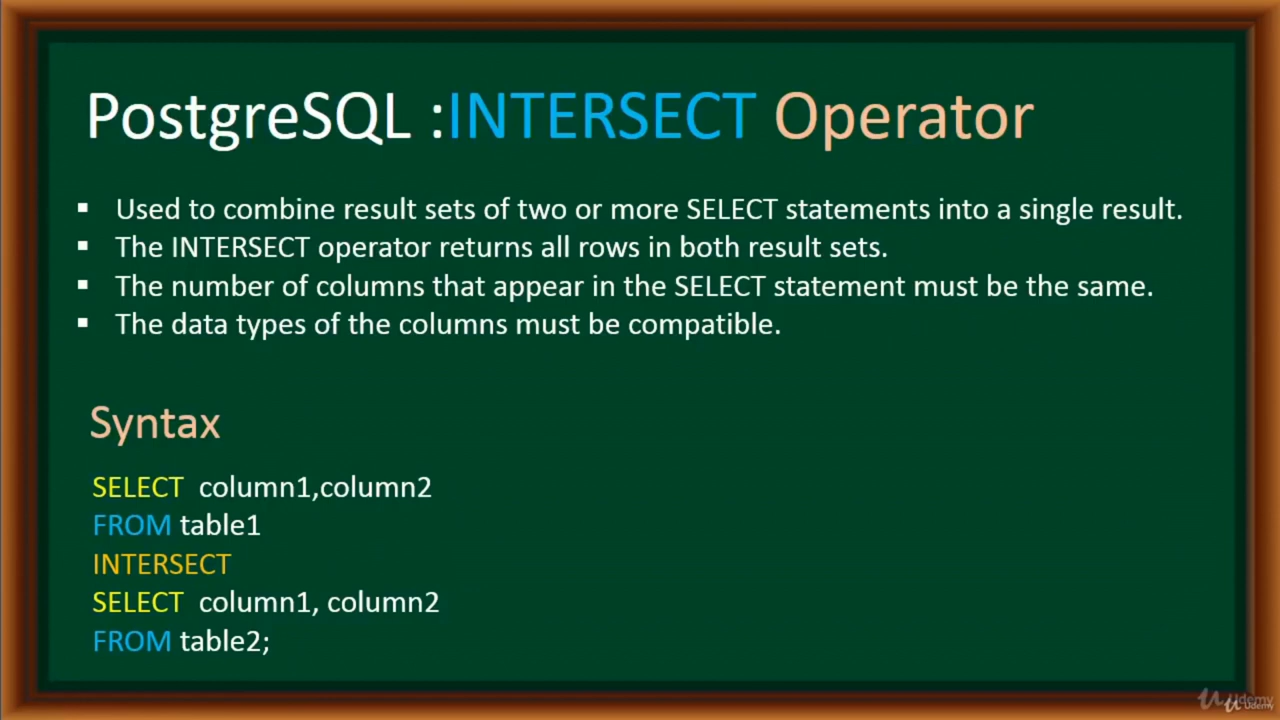 PostgreSQL :INTERSECT Operator
▪ Used to combine result sets of two or more SELECT statements into a single result.
▪ The INTERSECT operator returns all rows in both result sets.
▪ The number of columns that appear in the SELECT statement must be the same.
▪ The data types of the columns must be compatible.
Syntax
SELECT column1,column2
FROM table1
INTERSECT
SELECT column1, column2
FROM table2;
Udemy
Udemy